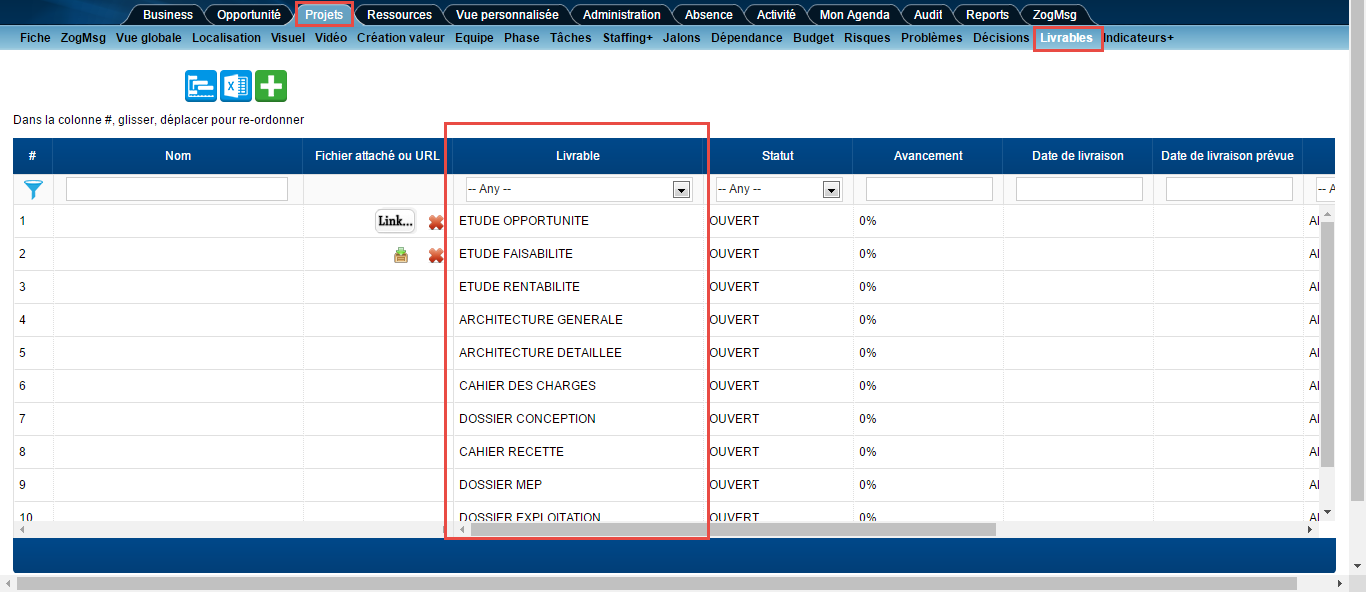 Business Opportunité Projets Ressources Vue personnalisée Administration Absence Activité Mon Agenda Audit Reports ZogMsg
Fiche ZogMsg Vue globale Localisation Visuel Vidéo Création valeur Equipe Phase Tâches Staffing+ Jalons Dépendance Budget Risques Problèmes Décisions Livrables Indicateurs+
Dans la colonne #, glisser, déplacer pour re-ordonner
# Nom Fichier attaché ou URL Livrable Statut Avancement Date de livraison Date de livraison prévue
-- Any -- -- Any -- -- A
1 Link... ETUDE OPPORTUNITE OUVERT 0% Al
2 ETUDE FAISABILITE OUVERT 0% Al
3 ETUDE RENTABILITE OUVERT 0% Al
4 ARCHITECTURE GENERALE OUVERT 0% Al
5 ARCHITECTURE DETAILLEE OUVERT 0% Al
6 CAHIER DES CHARGES OUVERT 0% Al
7 DOSSIER CONCEPTION OUVERT 0% Al
8 CAHIER RECETTE OUVERT 0% Al
9 DOSSIER MEP OUVERT 0% Al
10 DOSSIER EXPLOITATION OUVERT 0% Al